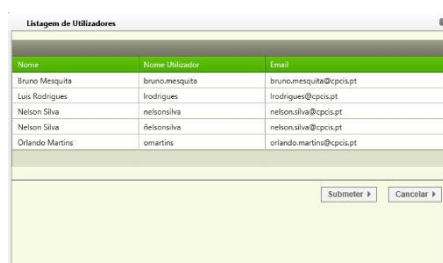 Listagem de Utilizadores
Nome Nome Utilizador Email
Bruno Mesquita bruno.mesquita bruno.mesquita@cpcis.pt
Luis Rodrigues lrodrigues lrodrigues@cpcis.pt
Nelson Silva nelsonsilva nelson.silva@cpcis.pt
Nelson Silva ñelsonsilva nelson.silva@cpcis.pt
Orlando Martins omartins orlando.martins@cpcis.pt
Submeter Cancelar